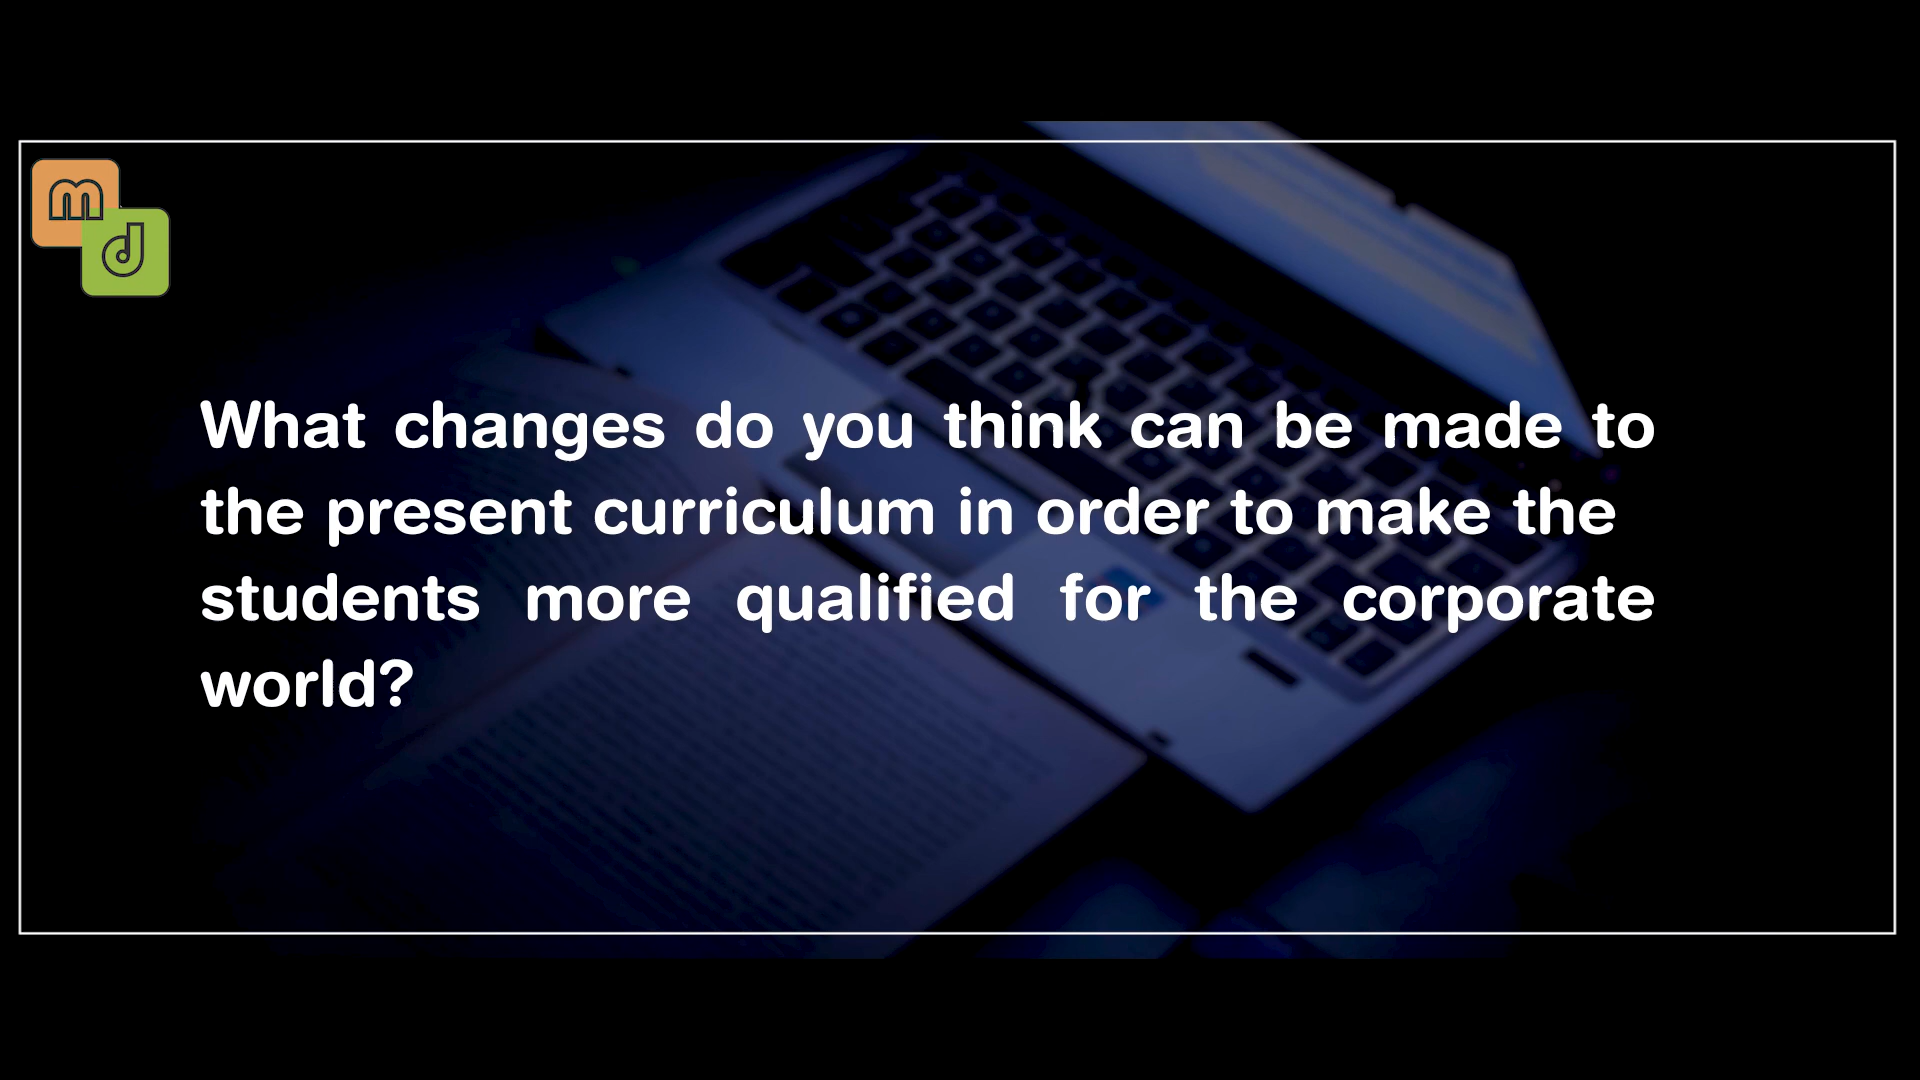 m
d
What changes do you think can be made to
the present curriculum in order to make the
students more qualified for the corporate
world?